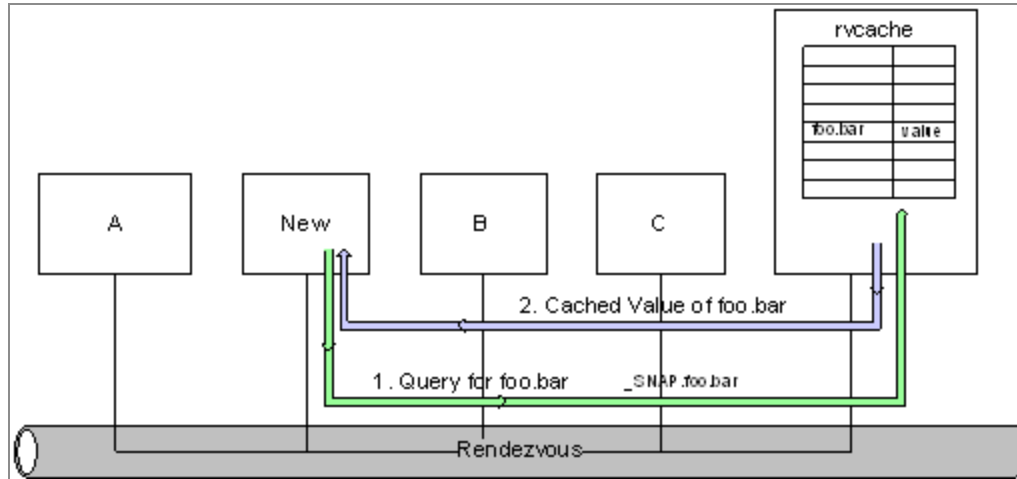 rvcache
foo.bar value
A
New
B
C
2. Cached Value of foo.bar
1. Query for foo.bar _SNAP.foo.bar
Rendezvous